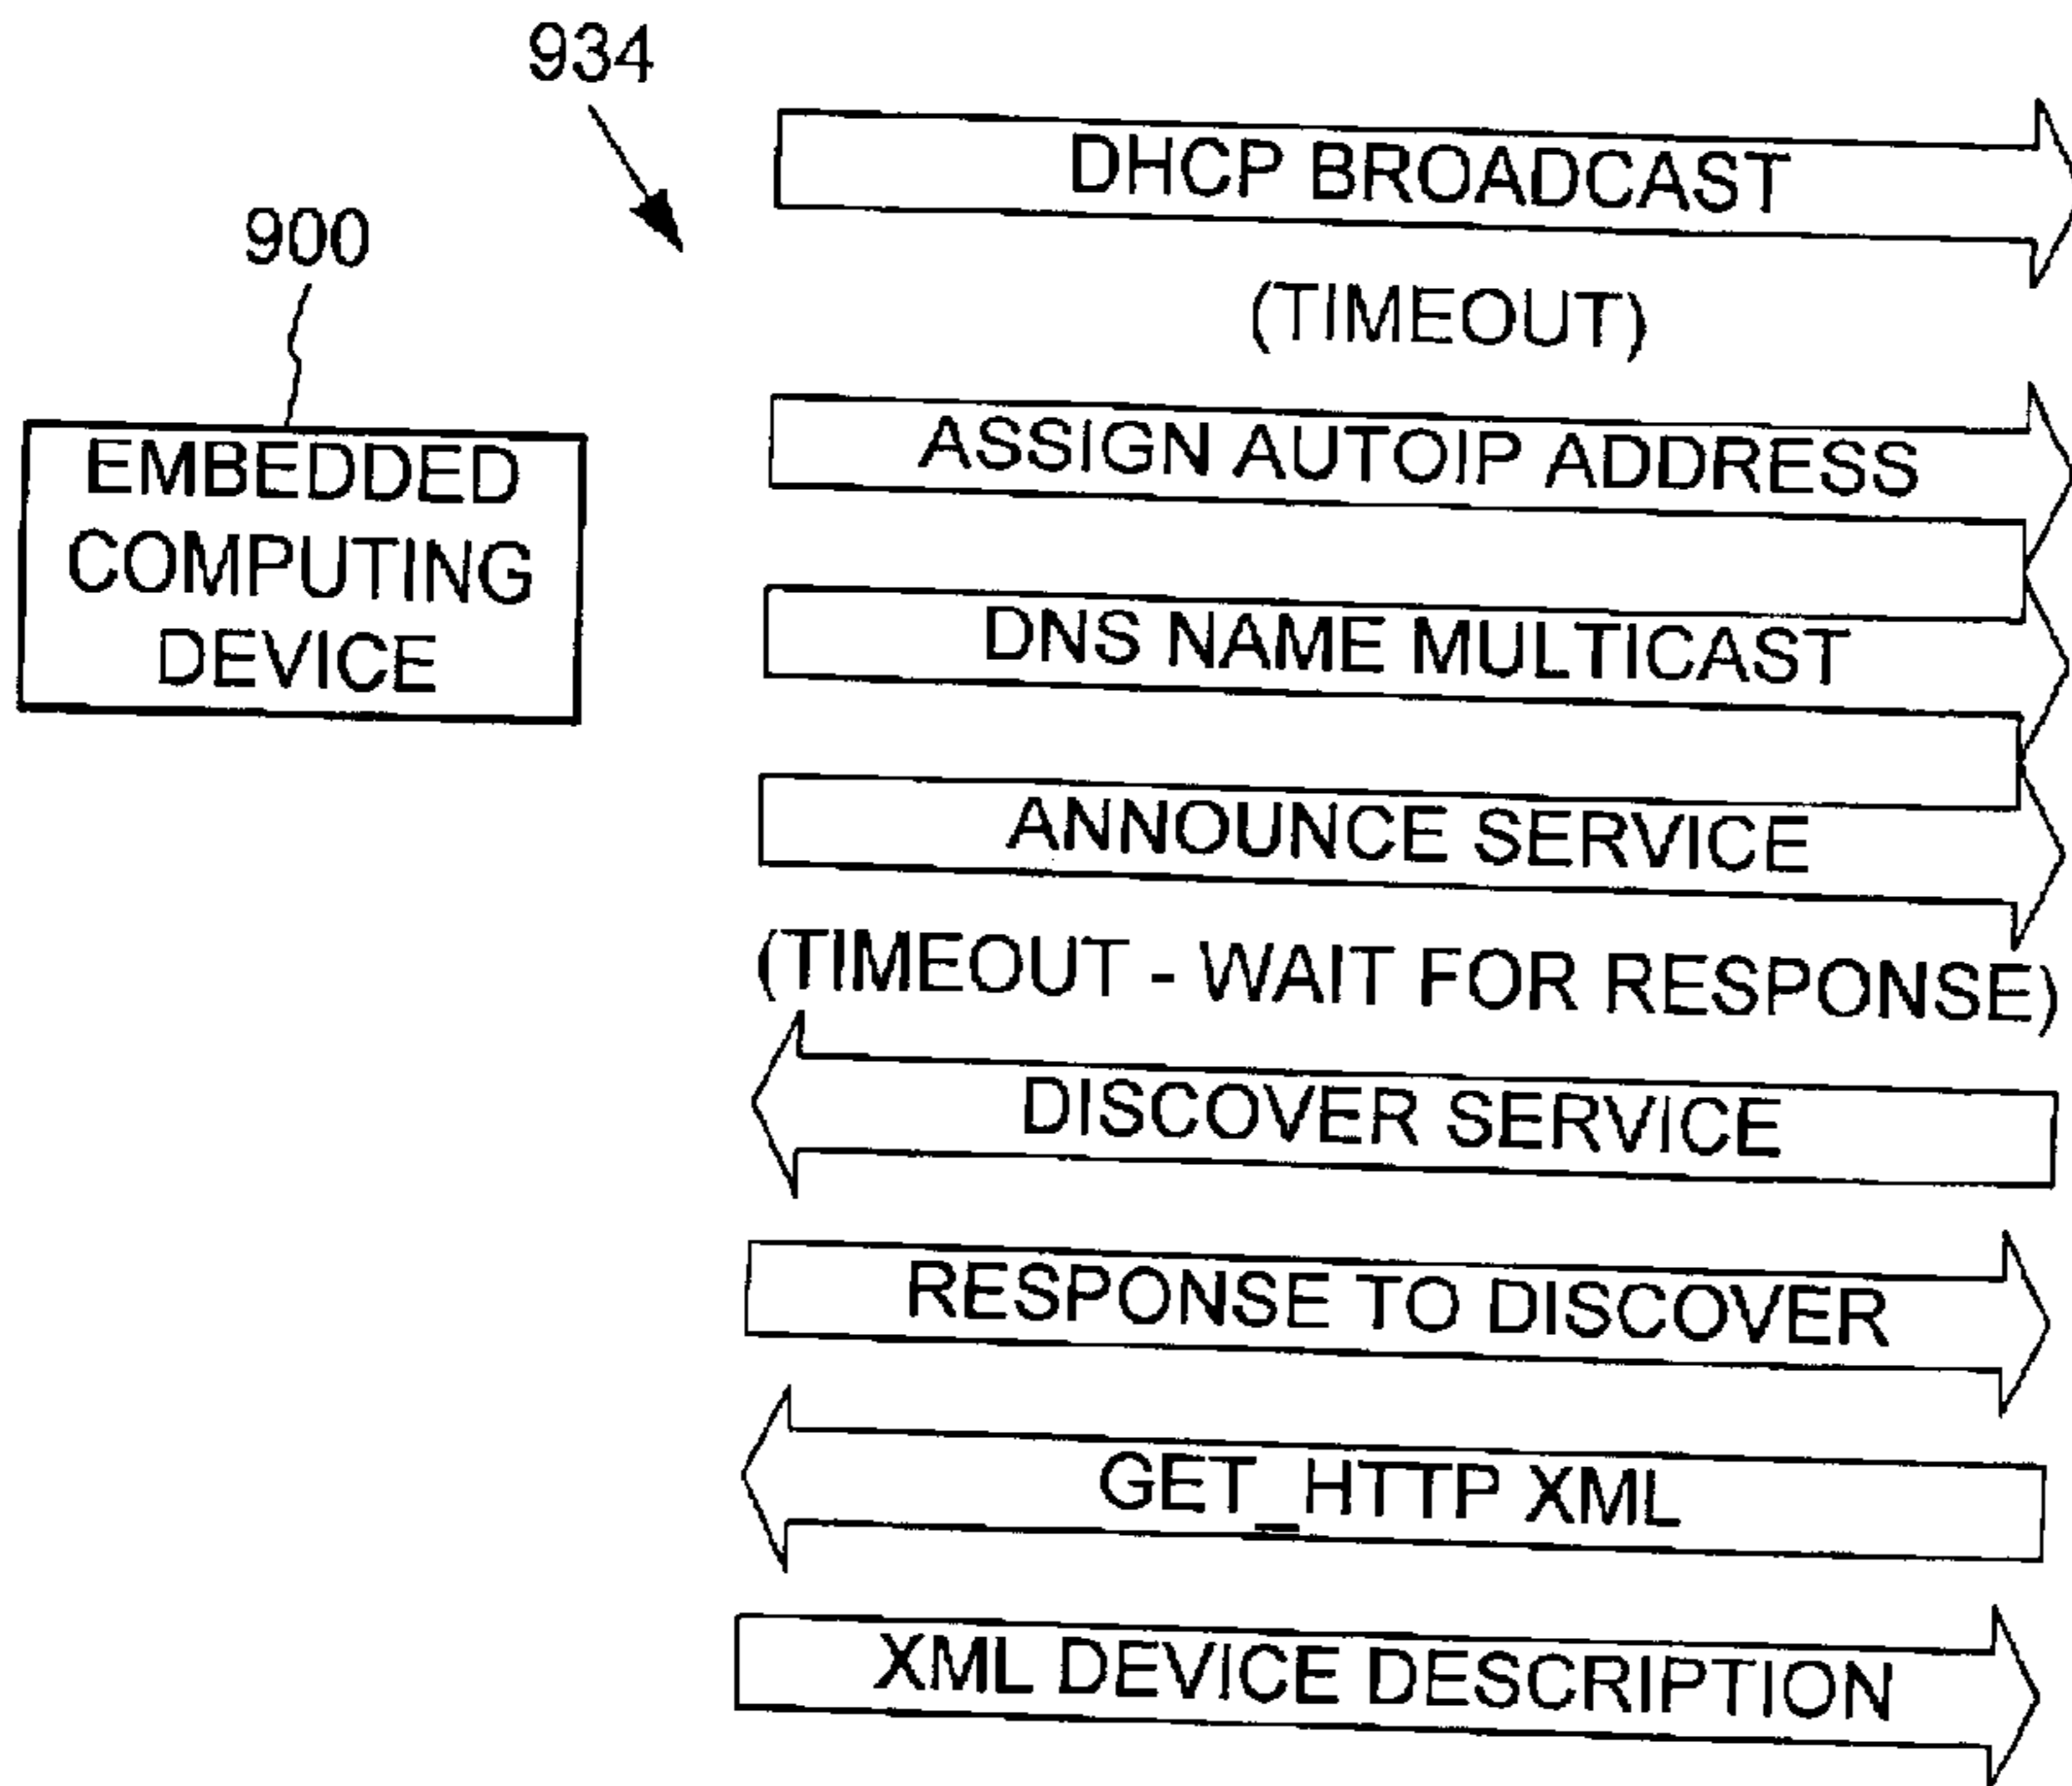 934
DHCP BROADCAST
900
(TIMEOUT)
EMBEDDED
COMPUTING
DEVICE
ASSIGN AUTOIP ADDRESS
DNS NAME MULTICAST
ANNOUNCE SERVICE
(TIMEOUT - WAIT FOR RESPONSE)
DISCOVER SERVICE
RESPONSE TO DISCOVER
GET_HTTP XML
XML DEVICE DESCRIPTION